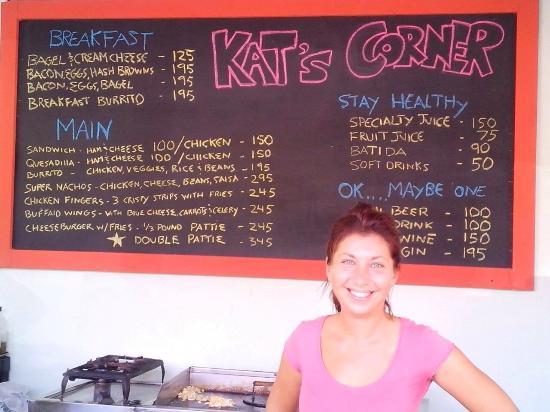 KAT'S CORNER
BREAKFAST
BAGEL & CREAM CHEESE - 125
BACON, EGGS, HASH BROWNS - 195
BACON, EGGS, BAGEL - 195
BREAKFAST BURRITO - 195
MAIN
SANDWICH - HAM & CHEESE 100 / CHICKEN - 150
QUESADILLA - HAM & CHEESE 100 / CHICKEN - 150
BURRITO - CHICKEN, VEGGIES, RICE & BEANS - 195
SUPER NACHOS - CHICKEN, CHEESE, BEANS, SALSA - 295
CHICKEN FINGERS - 3 CRISPY STRIPS WITH FRIES - 245
BUFFALO WINGS - WITH BLUE CHEESE, CARROTS & CELERY - 295
CHEESEBURGER W/ FRIES - 1/3 POUND PATTIE - 245
DOUBLE PATTIE - 345
STAY HEALTHY
SPECIALTY JUICE - 150
FRUIT JUICE - 75
BATIDA - 90
SOFT DRINKS - 50
OK....MAYBE ONE
BEER - 100
DRINK - 100
WINE - 150
GIN - 195